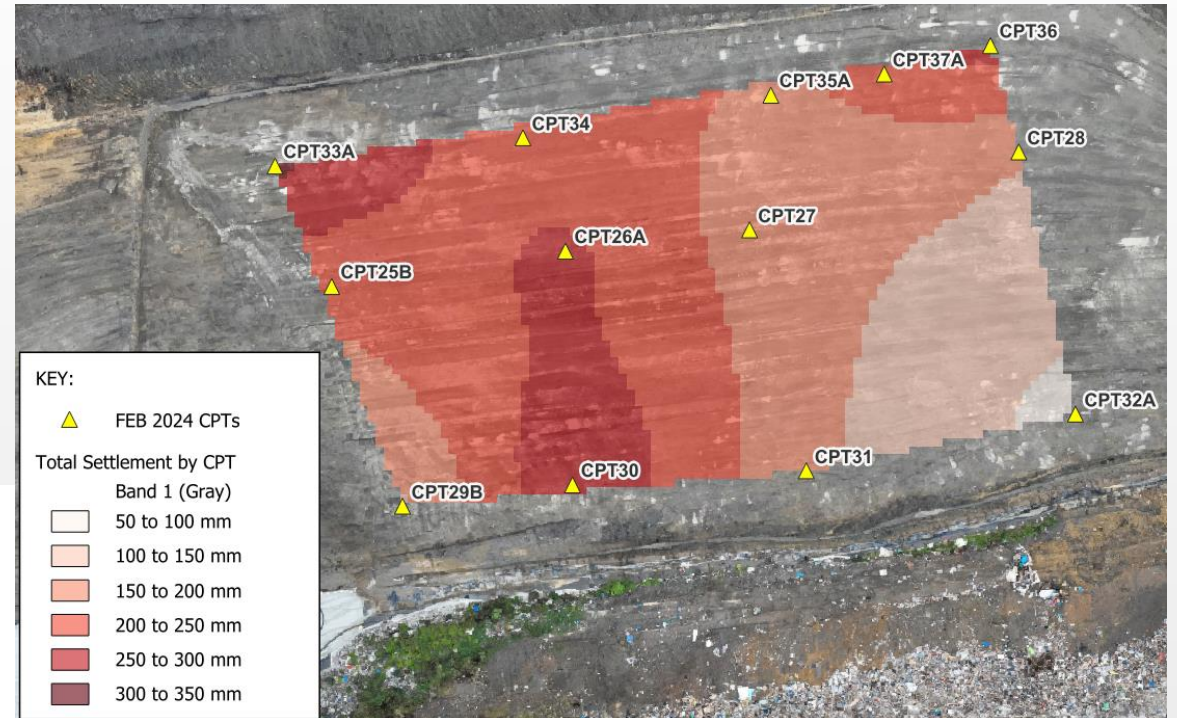 CPT36
CPT37A
CPT35A
CPT34
CPT28
CPT33A
CPT27
CPT26A
CPT25B
CPT32A
CPT31
CPT30
CPT29B
KEY:
FEB 2024 CPTs
Total Settlement by CPT
Band 1 (Gray)
50 to 100 mm
100 to 150 mm
150 to 200 mm
200 to 250 mm
250 to 300 mm
300 to 350 mm